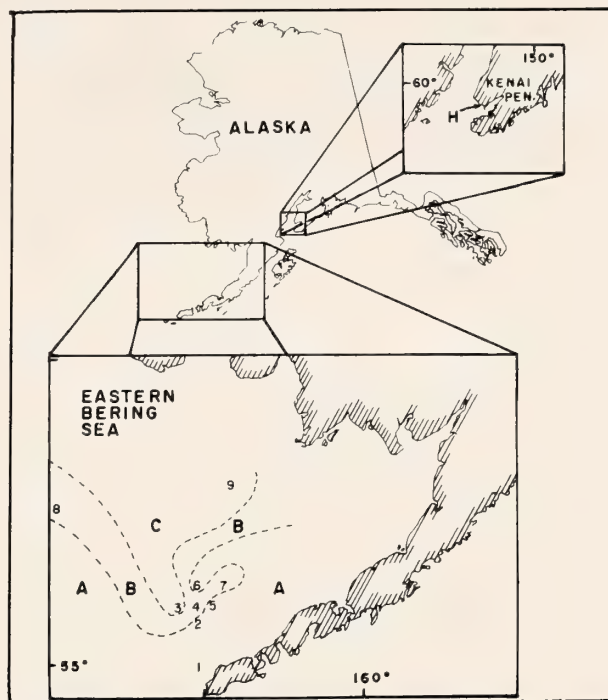 ALASKA
150°
60°
KENAI
PEN.
H
EASTERN
BERING
SEA
9
8
C
B
A
B
6
7
A
3
4
5
2
55°
1
160°